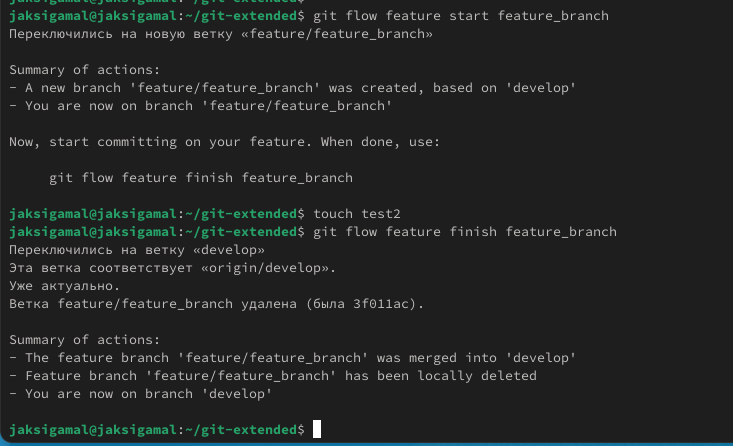 jaksigamal@jaksigamal:~/git-extended$ git flow feature start feature_branch
Переключились на новую ветку «feature/feature_branch»
Summary of actions:
- A new branch 'feature/feature_branch' was created, based on 'develop'
- You are now on branch 'feature/feature_branch'
Now, start committing on your feature. When done, use:
git flow feature finish feature_branch
jaksigamal@jaksigamal:~/git-extended$ touch test2
jaksigamal@jaksigamal:~/git-extended$ git flow feature finish feature_branch
Переключились на ветку «develop»
Эта ветка соответствует «origin/develop».
Уже актуально.
Ветка feature/feature_branch удалена (была 3f011ac).
Summary of actions:
- The feature branch 'feature/feature_branch' was merged into 'develop'
- Feature branch 'feature/feature_branch' has been locally deleted
- You are now on branch 'develop'
jaksigamal@jaksigamal:~/git-extended$